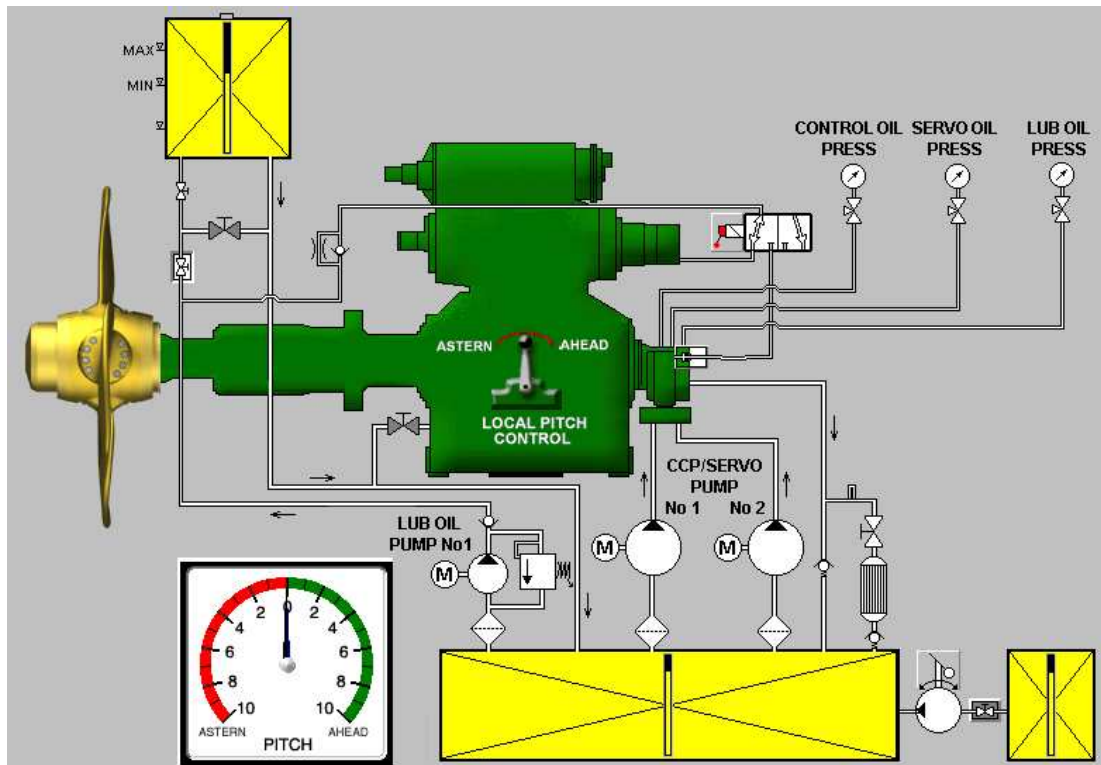 MAX
MIN
CONTROL OIL
PRESS
SERVO OIL
PRESS
LUB OIL
PRESS
ASTERN
AHEAD
LOCAL PITCH
CONTROL
CCP/SERVO
PUMP
No 1
No 2
LUB OIL
PUMP No1
M
M
M
0
2
2
4
4
6
6
8
8
10
10
ASTERN
AHEAD
PITCH